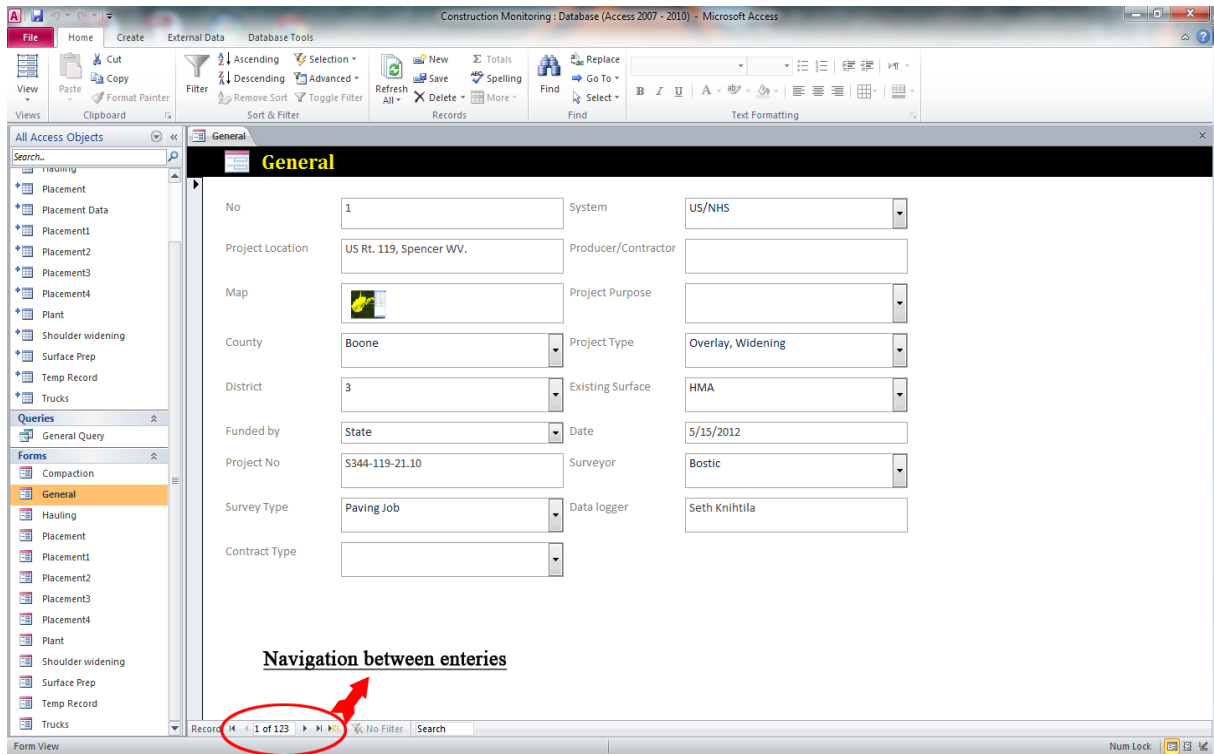 Construction Monitoring : Database (Access 2007 - 2010) - Microsoft Access
File Home Create External Data Database Tools
View
Views
Paste
Cut
Copy
Format Painter
Clipboard
Filter
Ascending
Descending
Remove Sort
Selection
Advanced
Toggle Filter
Sort & Filter
Refresh
All
New
Save
Delete
Totals
Spelling
More
Records
Find
Replace
Go To
Select
Find
B I U A
Text Formatting
All Access Objects
Search...
Hauling
Placement
Placement Data
Placement1
Placement2
Placement3
Placement4
Plant
Shoulder widening
Surface Prep
Temp Record
Trucks
Queries
General Query
Forms
Compaction
General
Hauling
Placement
Placement1
Placement2
Placement3
Placement4
Plant
Shoulder widening
Surface Prep
Temp Record
Trucks
General
General
No 1 System US/NHS
Project Location US Rt. 119, Spencer WV. Producer/Contractor
Map Project Purpose
County Boone Project Type Overlay, Widening
District 3 Existing Surface HMA
Funded by State Date 5/15/2012
Project No S344-119-21.10 Surveyor Bostic
Survey Type Paving Job Data logger Seth Knihtila
Contract Type
Navigation between enteries
Record 1 of 123 No Filter Search
Form View Num Lock